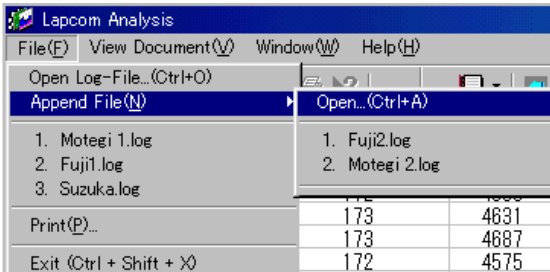 Lapcom Analysis
File(F) View Document(V) Window(W) Help(H)
Open Log-File...(Ctrl+O)
Append File(N)
Open...(Ctrl+A)
1. Motegi 1.log
2. Fuji1.log
3. Suzuka.log
1. Fuji2.log
2. Motegi 2.log
Print(P)...
Exit (Ctrl + Shift + X)
173 4631
173 4687
172 4575